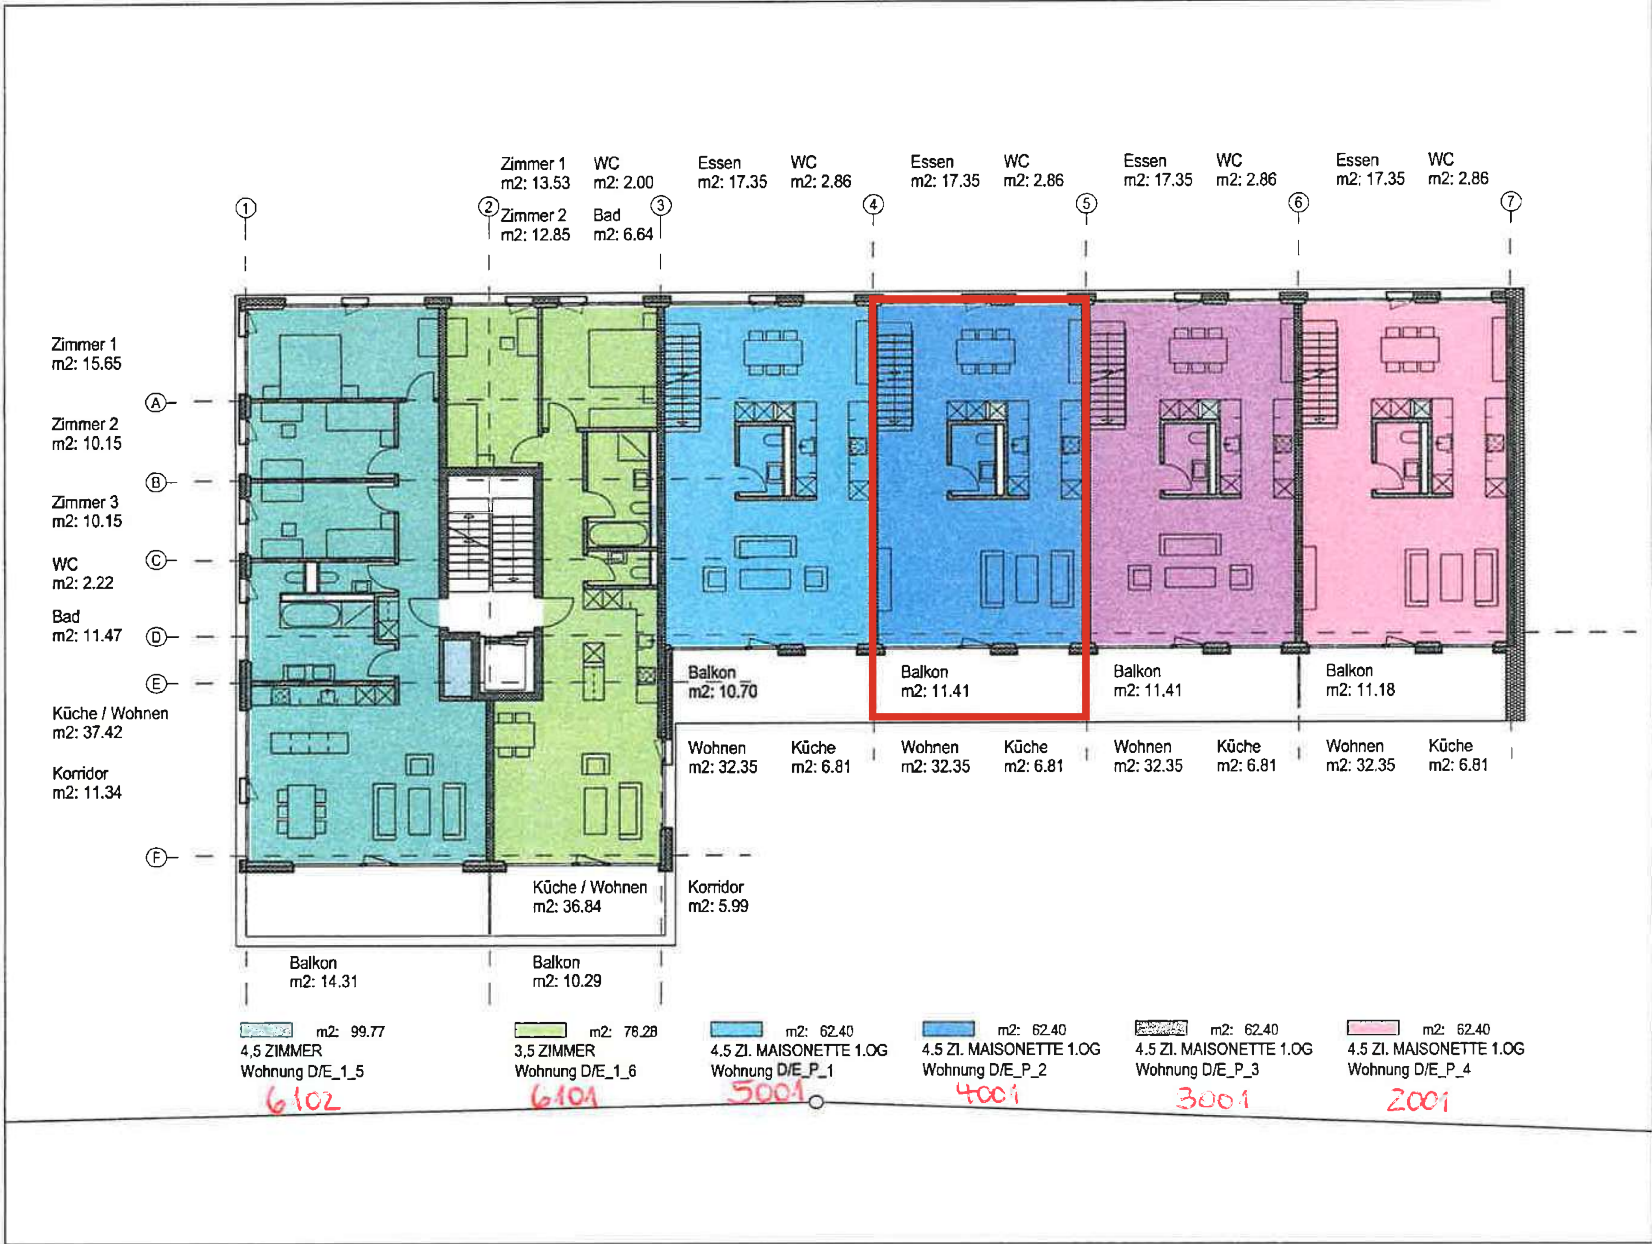 Zimmer 1
m2: 13.53
WC
m2: 2.00
Essen
m2: 17.35
WC
m2: 2.86
Essen
m2: 17.35
WC
m2: 2.86
Essen
m2: 17.35
WC
m2: 2.86
Essen
m2: 17.35
WC
m2: 2.86
1
2
Zimmer 2
m2: 12.85
Bad
m2: 6.64
3
4
5
6
7
Zimmer 1
m2: 15.65
A
Zimmer 2
m2: 10.15
B
Zimmer 3
m2: 10.15
C
WC
m2: 2.22
Bad
m2: 11.47
D
E
Küche / Wohnen
m2: 37.42
Korridor
m2: 11.34
F
Balkon
m2: 10.70
Balkon
m2: 11.41
Balkon
m2: 11.41
Balkon
m2: 11.18
Wohnen
m2: 32.35
Küche
m2: 6.81
Wohnen
m2: 32.35
Küche
m2: 6.81
Wohnen
m2: 32.35
Küche
m2: 6.81
Wohnen
m2: 32.35
Küche
m2: 6.81
Küche / Wohnen
m2: 36.84
Korridor
m2: 5.99
Balkon
m2: 14.31
Balkon
m2: 10.29
m2: 99.77
4,5 ZIMMER
Wohnung D/E_1_5
6102
m2: 76.28
3,5 ZIMMER
Wohnung D/E_1_6
6101
m2: 62.40
4.5 ZI. MAISONETTE 1.OG
Wohnung D/E_P_1
5001
m2: 62.40
4.5 ZI. MAISONETTE 1.OG
Wohnung D/E_P_2
4001
m2: 62.40
4.5 ZI. MAISONETTE 1.OG
Wohnung D/E_P_3
3001
m2: 62.40
4.5 ZI. MAISONETTE 1.OG
Wohnung D/E_P_4
2001